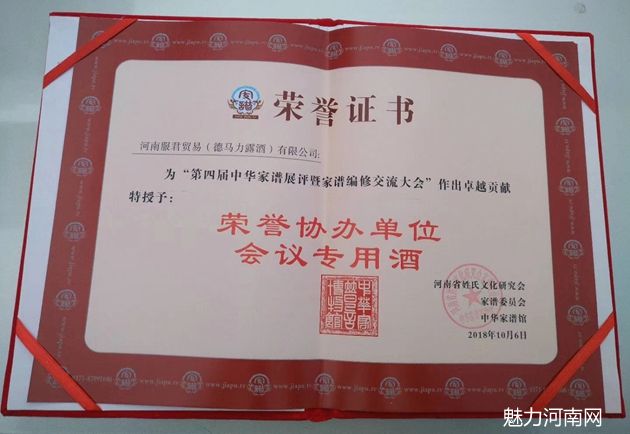 荣誉证书
河南服君贸易(德马力露酒)有限公司:
为“第四届中华家谱展评暨家谱编修交流大会”作出卓越贡献
特授予:
荣誉协办单位
会议专用酒
河南省姓氏文化研究会
家谱委员会
中华家谱馆
2018年10月6日
魅力河南网